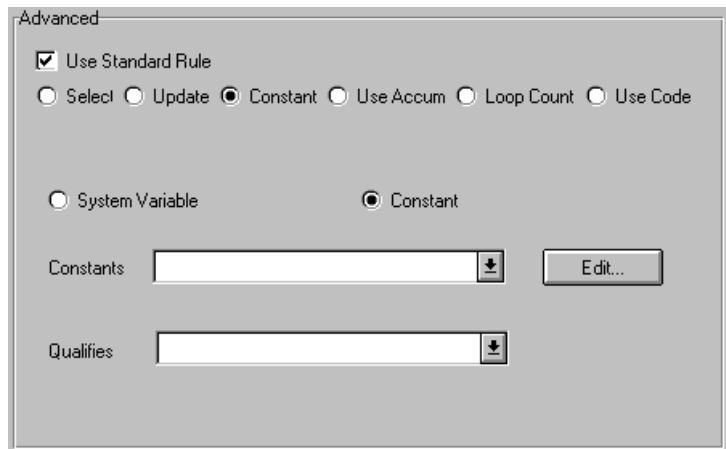 Advanced
Use Standard Rule
Select Update Constant Use Accum Loop Count Use Code
System Variable Constant
Constants Edit...
Qualifies